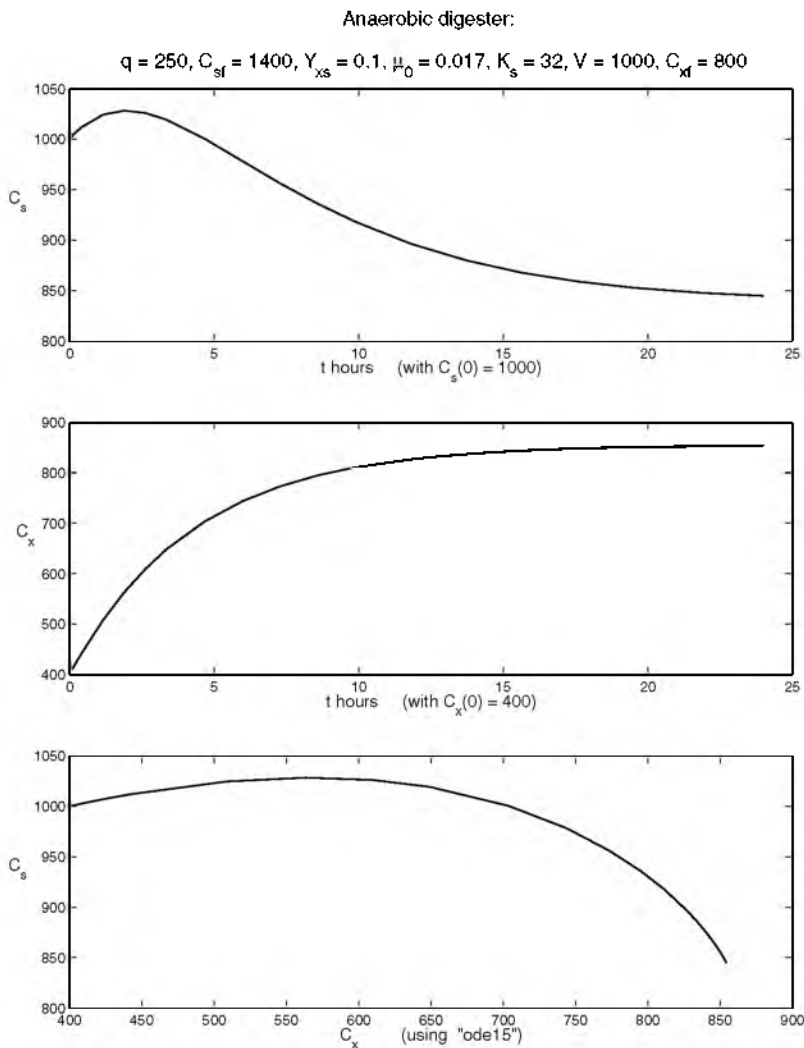 Anaerobic digester:
q = 250, C_sf = 1400, Y_xs = 0.1, μ_0 = 0.017, K_s = 32, V = 1000, C_xf = 800
1050
1000
950
C_s
900
850
800
0 5 10 15 20 25
t hours (with C_s(0) = 1000)
900
800
700
C_x
600
500
400
0 5 10 15 20 25
t hours (with C_x(0) = 400)
1050
1000
950
C_s
900
850
800
400 450 500 550 600 650 700 750 800 850 900
C_x (using "ode15")